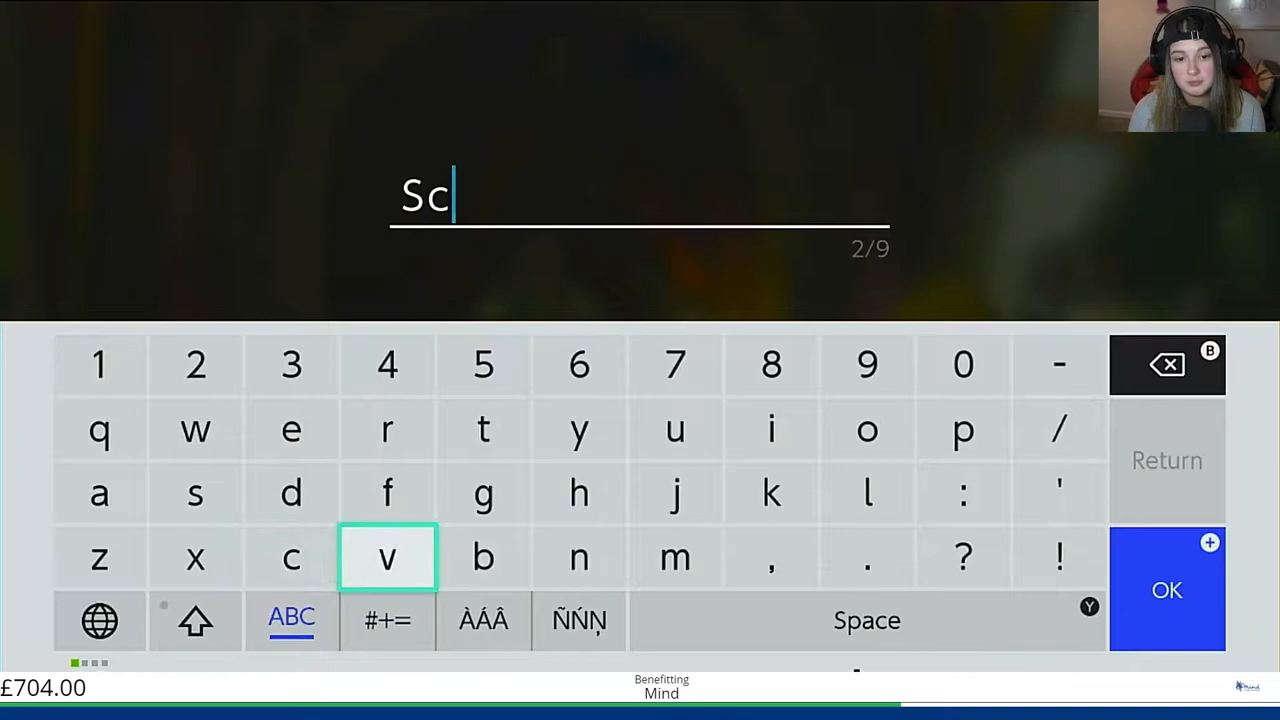 Sc
2/9
1 2 3 4 5 6 7 8 9 0 - B
q w e r t y u i o p /
Return
a s d f g h j k l : '
z x c v b n m , . ? ! +
OK
ABC #+= ÀÁÂ ÑŃŅ Space Y
£704.00
Benefitting
Mind
mind